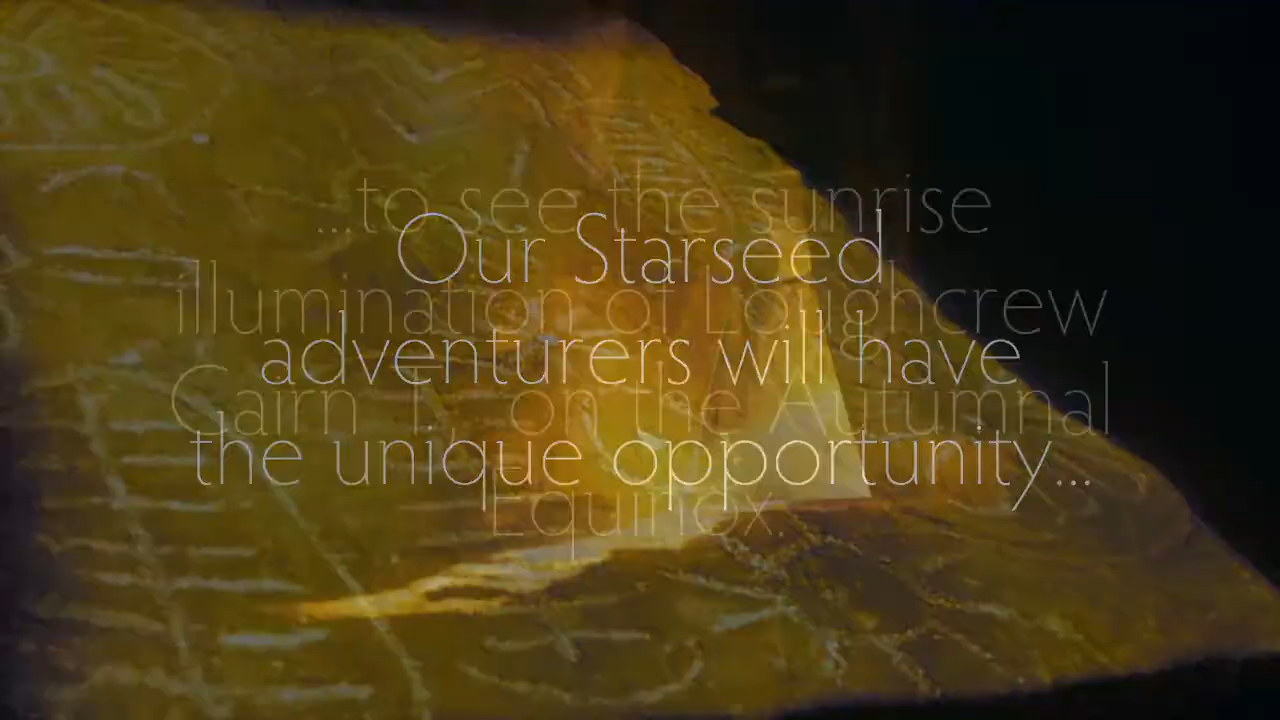 Our Starseed
adventurers will have
the unique opportunity...
...to see the sunrise
illumination of Loughcrew
Cairn T, on the Autumnal
Equinox.